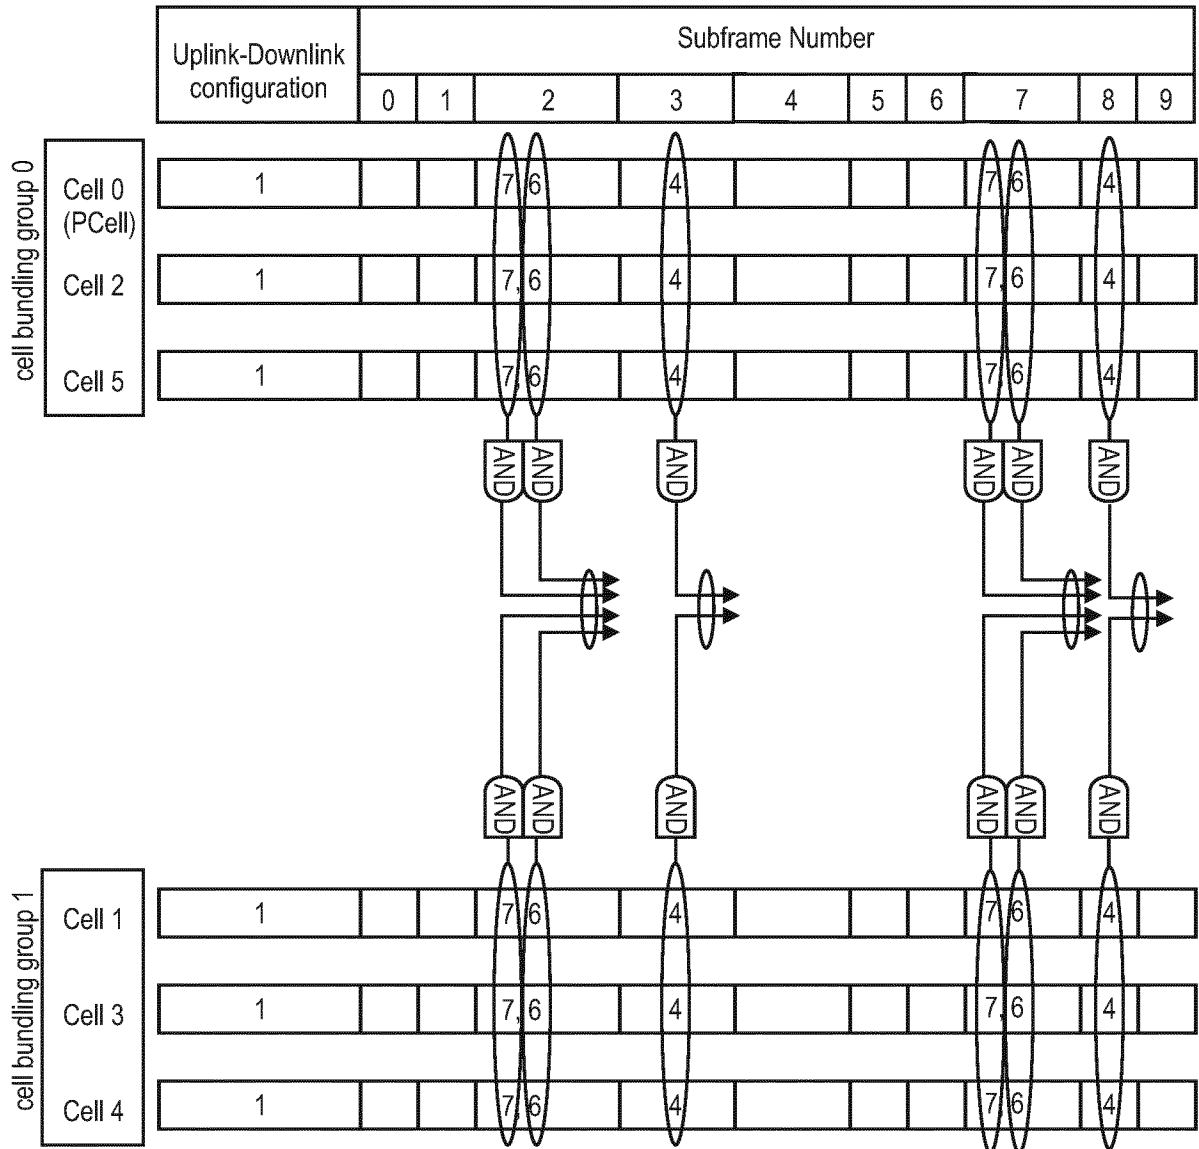 Uplink-Downlink
configuration
Subframe Number
0 1 2 3 4 5 6 7 8 9
cell bundling group 0
Cell 0
(PCell)
1 7, 6 4 7, 6 4
Cell 2
1 7, 6 4 7, 6 4
Cell 5
1 7, 6 4 7, 6 4
AND AND AND AND AND AND
AND AND AND AND AND AND
cell bundling group 1
Cell 1
1 7, 6 4 7, 6 4
Cell 3
1 7, 6 4 7, 6 4
Cell 4
1 7, 6 4 7, 6 4